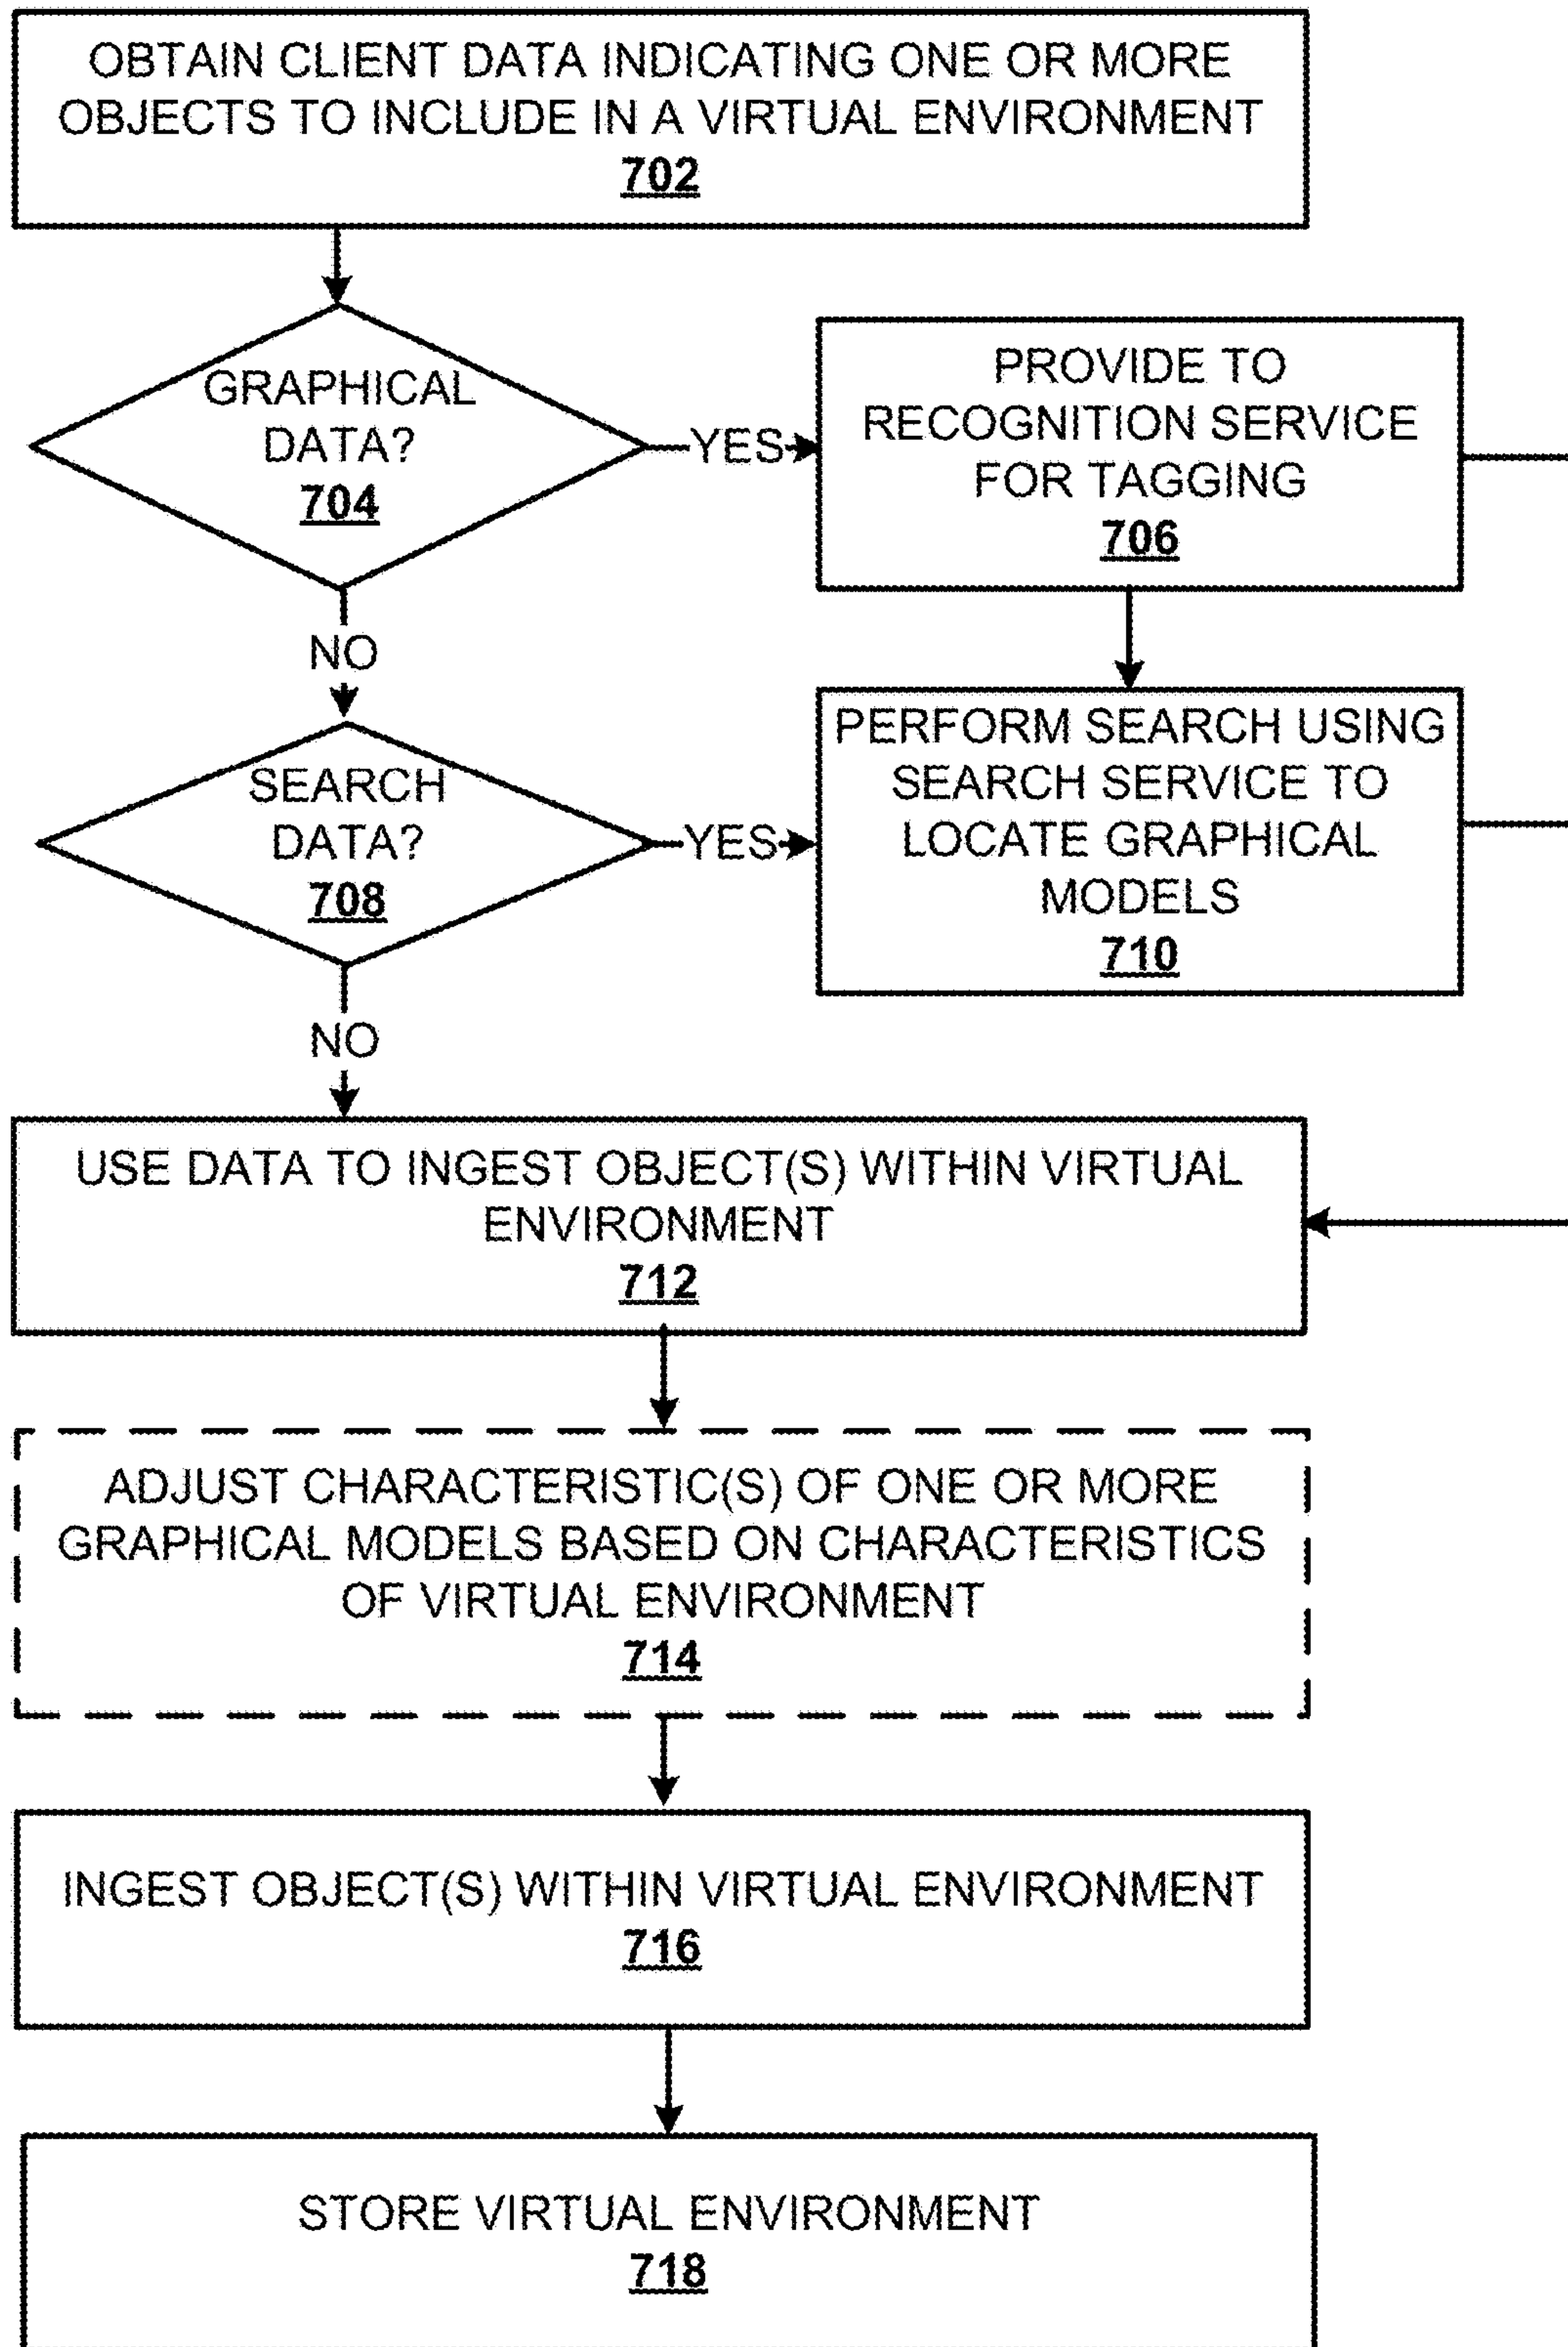 OBTAIN CLIENT DATA INDICATING ONE OR MORE
OBJECTS TO INCLUDE IN A VIRTUAL ENVIRONMENT
702
GRAPHICAL
DATA?
704
YES
PROVIDE TO
RECOGNITION SERVICE
FOR TAGGING
706
NO
SEARCH
DATA?
708
YES
PERFORM SEARCH USING
SEARCH SERVICE TO
LOCATE GRAPHICAL
MODELS
710
NO
USE DATA TO INGEST OBJECT(S) WITHIN VIRTUAL
ENVIRONMENT
712
ADJUST CHARACTERISTIC(S) OF ONE OR MORE
GRAPHICAL MODELS BASED ON CHARACTERISTICS
OF VIRTUAL ENVIRONMENT
714
INGEST OBJECT(S) WITHIN VIRTUAL ENVIRONMENT
716
STORE VIRTUAL ENVIRONMENT
718